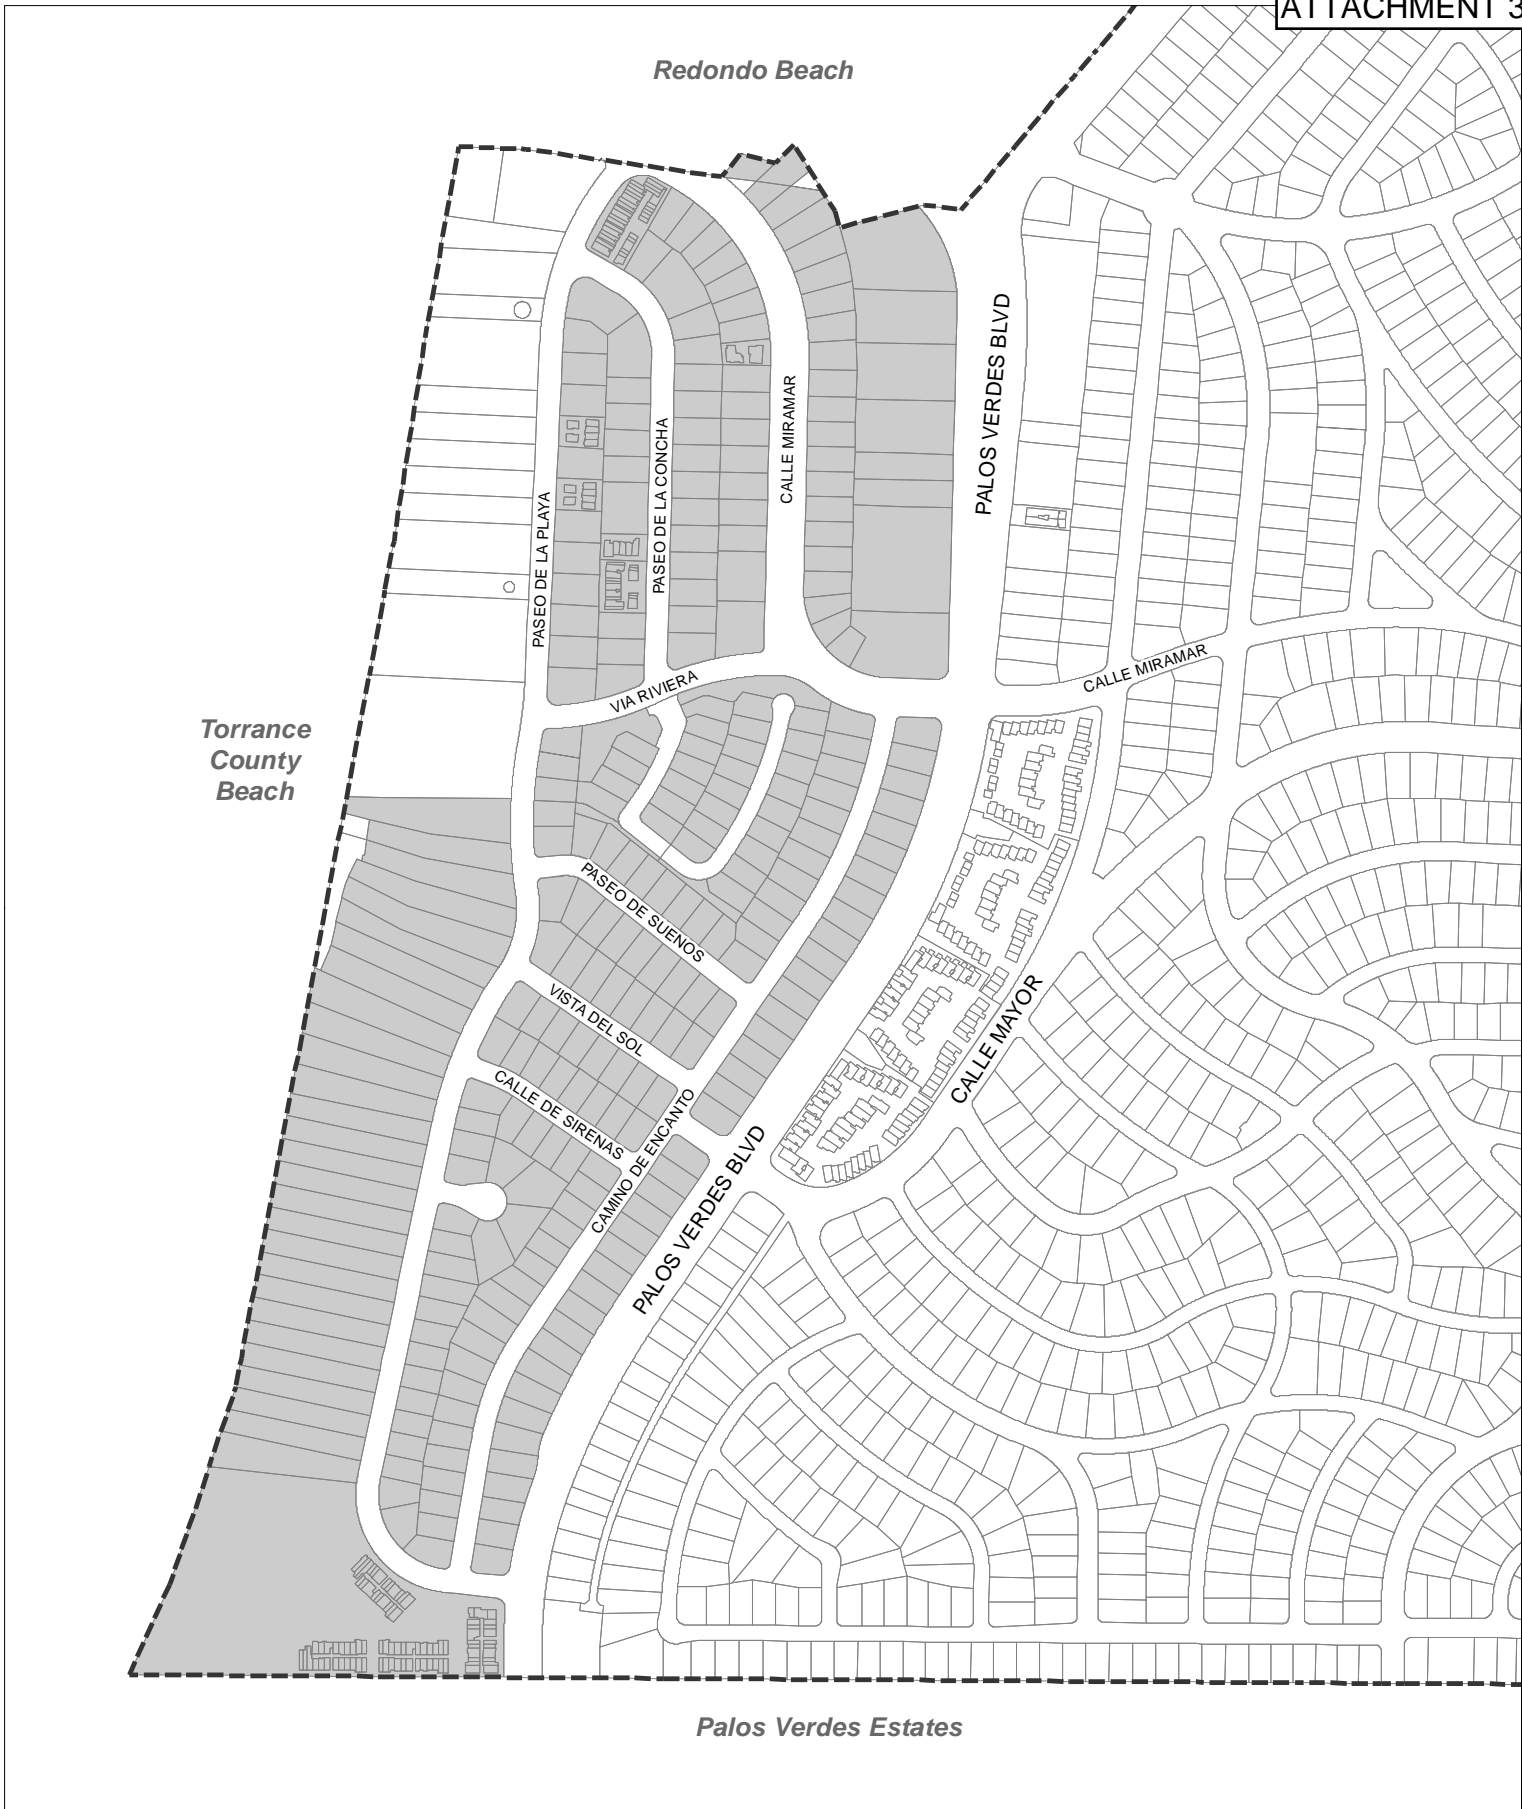 ATTACHMENT 3
Redondo Beach
PALOS VERDES BLVD
CALLE MIRAMAR
PASEO DE LA CONCHA
PASEO DE LA PLAYA
CALLE MIRAMAR
VIA RIVIERA
Torrance
County
Beach
PASEO DE SUENOS
VISTA DEL SOL
CALLE MAYOR
CALLE DE SIRENAS
CAMINO DE ENCANTO
PALOS VERDES BLVD
Palos Verdes Estates